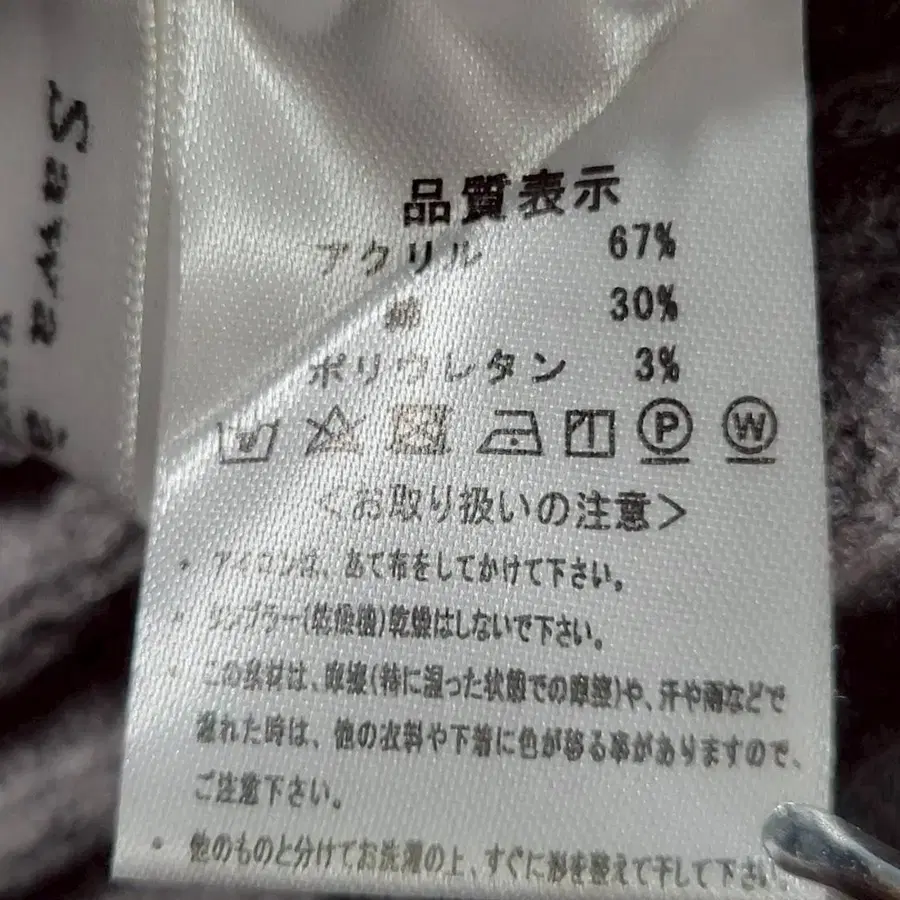 品質表示
アクリル 67%
綿 30%
ポリウレタン 3%
P W
<お取り扱いの注意>
・アイロンは、あて布をしてかけて下さい。
・タンブラー(乾燥機)乾燥はしないで下さい。
・この素材は、摩擦(特に湿った状態での摩擦)や、汗や雨などで
濡れた時は、他の衣料や下着に色が移る事がありますので、
ご注意下さい。
・他のものと分けてお洗濯の上、すぐに形を整えて干して下さい。